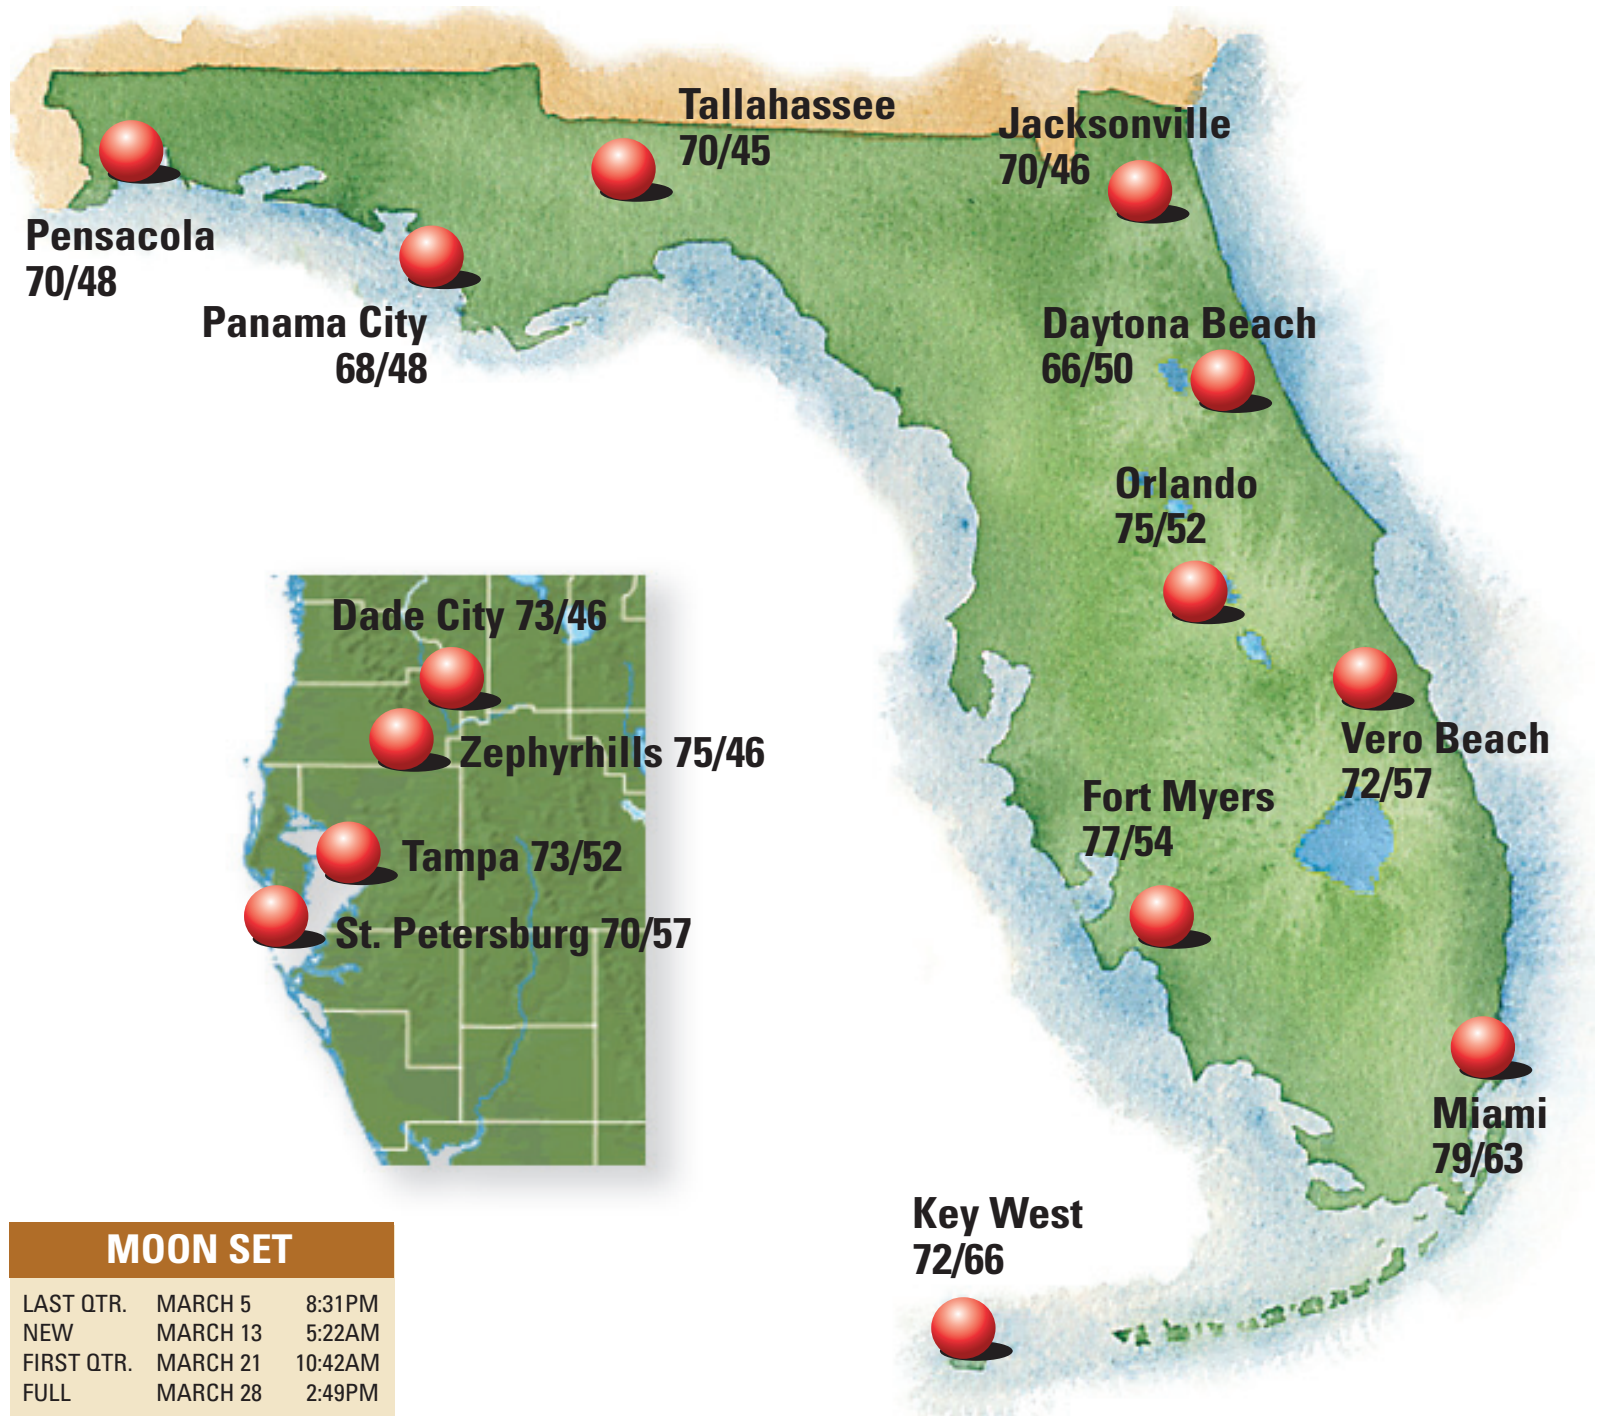 Tallahassee
70/45
Jacksonville
70/46
Pensacola
70/48
Panama City
68/48
Daytona Beach
66/50
Orlando
75/52
Dade City 73/46
Zephyrhills 75/46
Vero Beach
72/57
Fort Myers
77/54
Tampa 73/52
St. Petersburg 70/57
Miami
79/63
Key West
72/66
MOON SET
LAST QTR. MARCH 5 8:31PM
NEW MARCH 13 5:22AM
FIRST QTR. MARCH 21 10:42AM
FULL MARCH 28 2:49PM